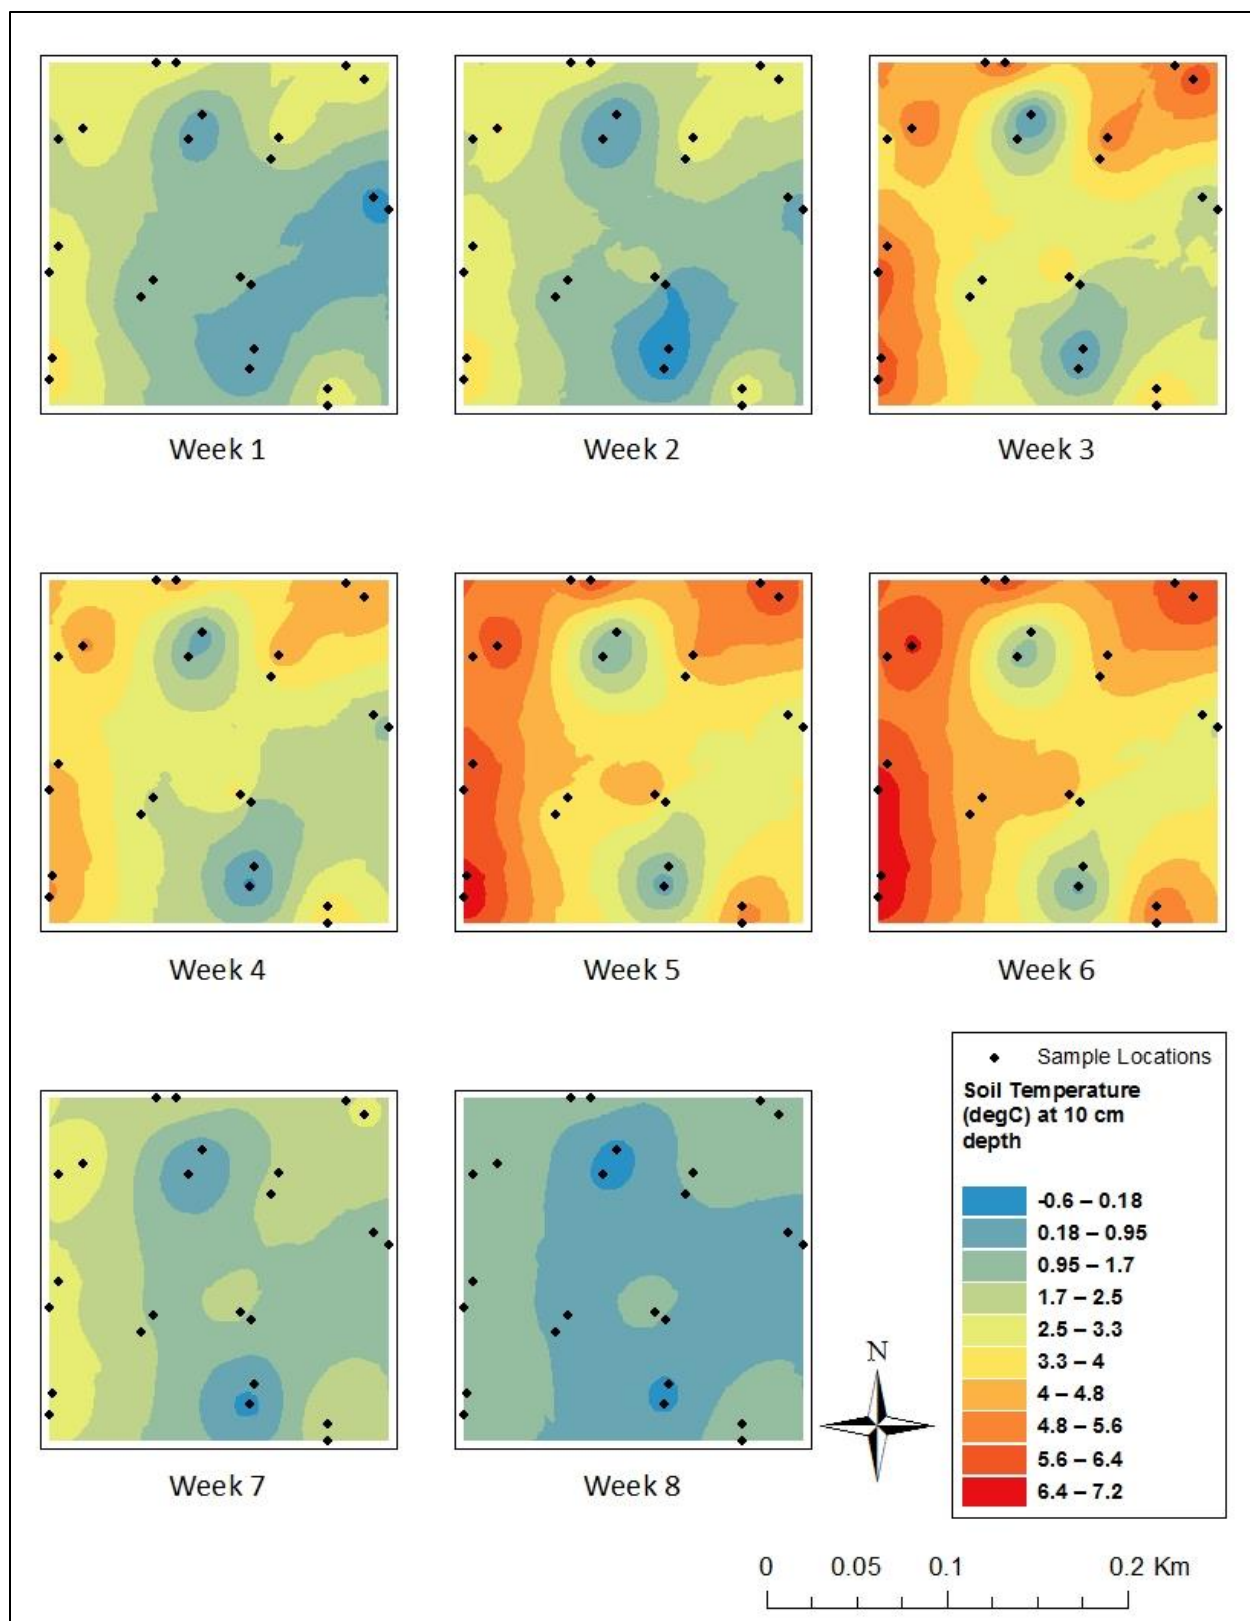 Week 1
Week 2
Week 3
Week 4
Week 5
Week 6
Week 7
Week 8
Sample Locations
Soil Temperature
(degC) at 10 cm
depth
-0.6 – 0.18
0.18 – 0.95
0.95 – 1.7
1.7 – 2.5
2.5 – 3.3
3.3 – 4
4 – 4.8
4.8 – 5.6
5.6 – 6.4
6.4 – 7.2
N
0 0.05 0.1 0.2 Km